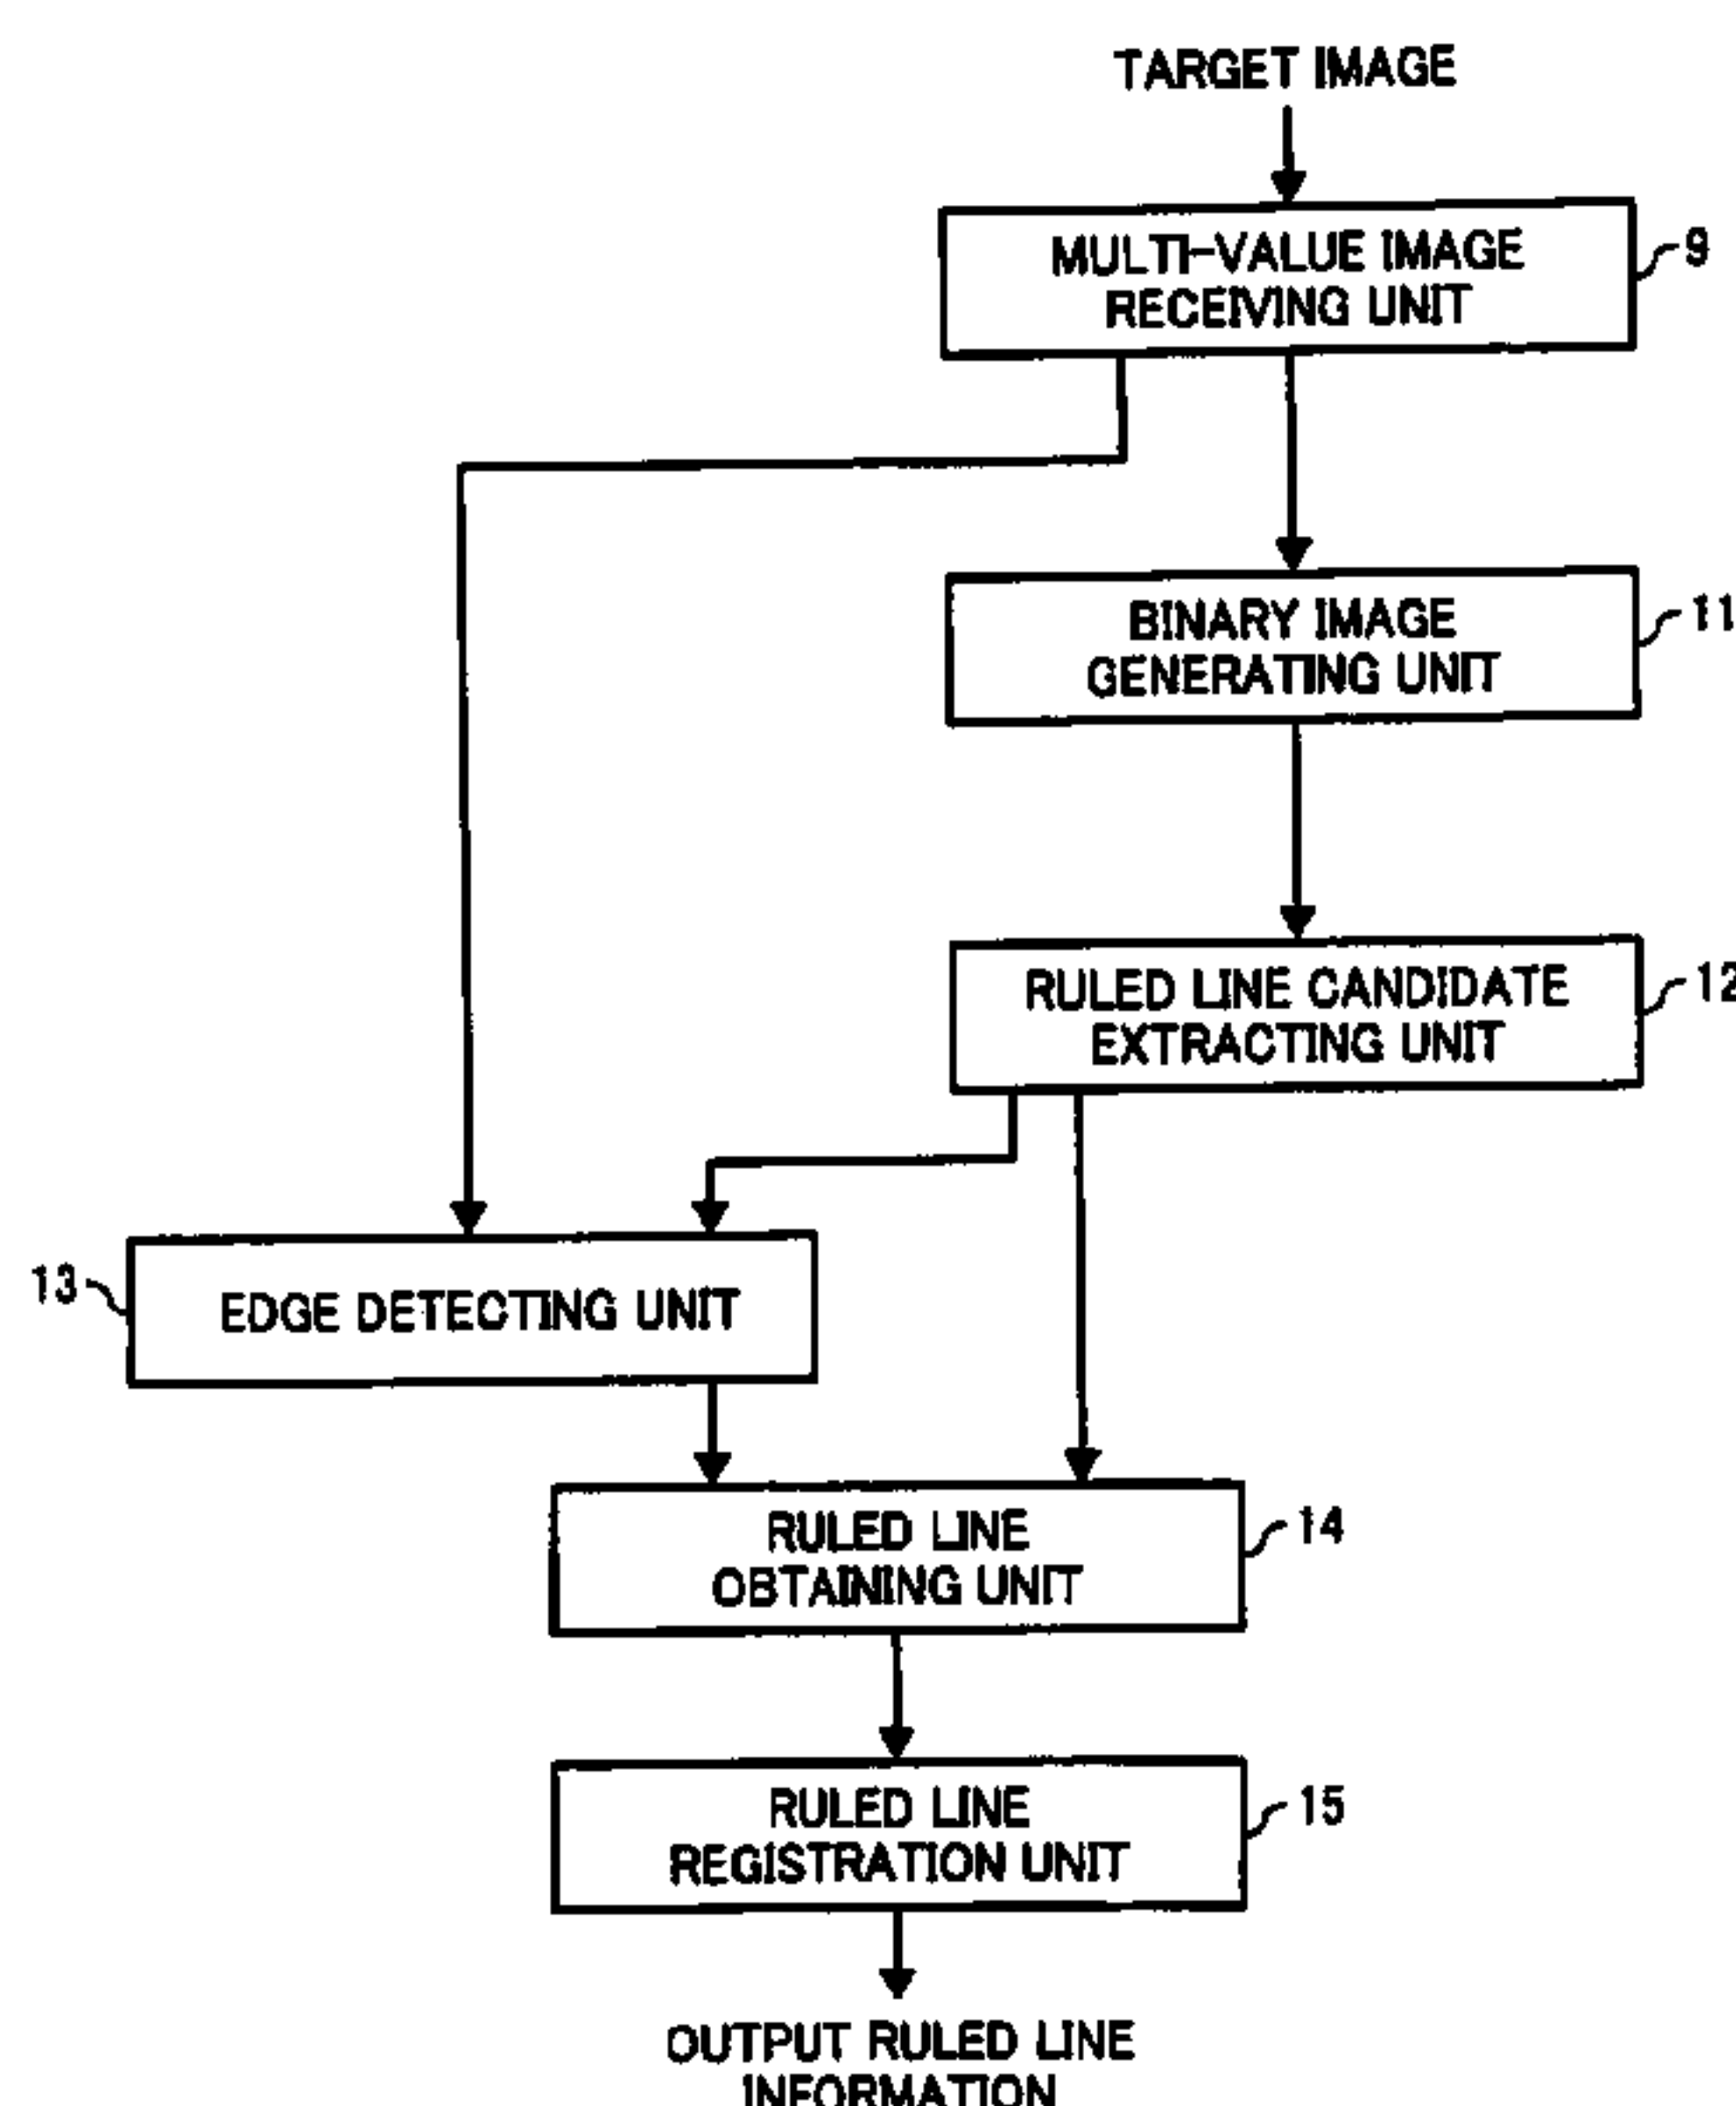 TARGET IMAGE
MULTI-VALUE IMAGE
RECEIVING UNIT
9
BINARY IMAGE
GENERATING UNIT
11
RULED LINE CANDIDATE
EXTRACTING UNIT
12
13
EDGE DETECTING UNIT
RULED LINE
OBTAINING UNIT
14
RULED LINE
REGISTRATION UNIT
15
OUTPUT RULED LINE
INFORMATION